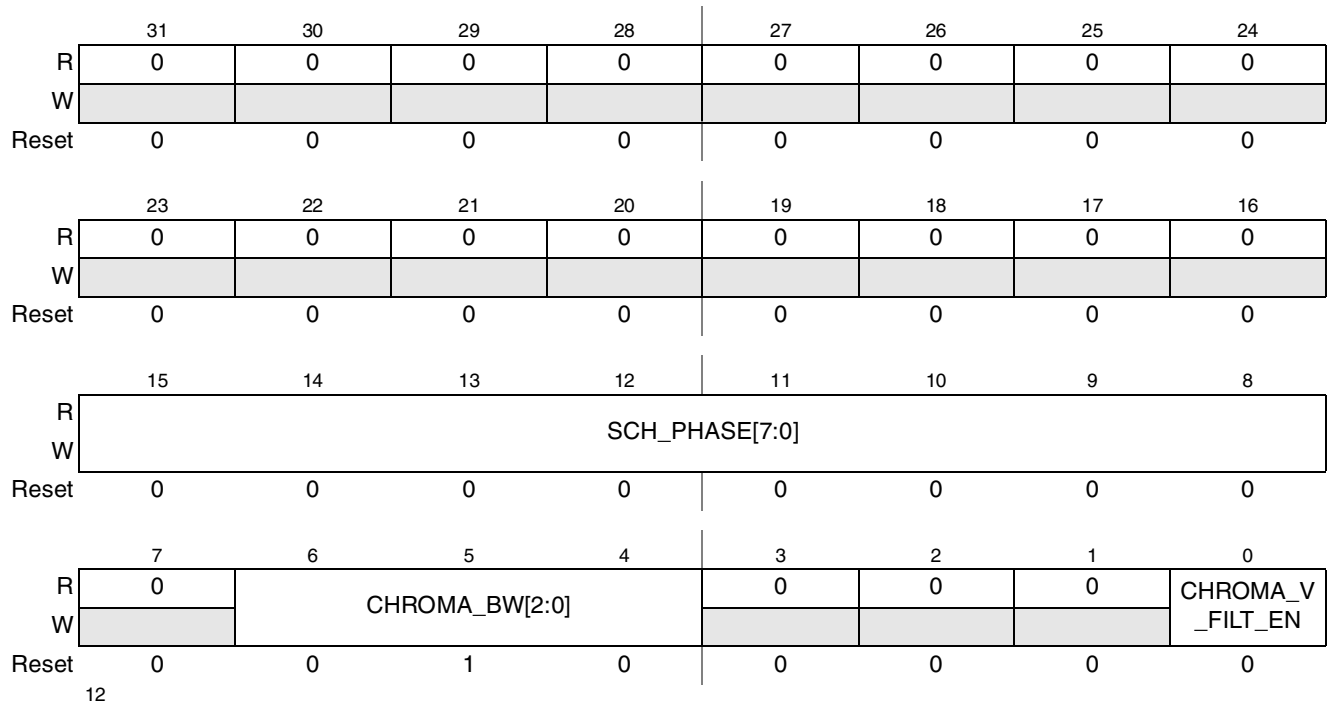 31 30 29 28 27 26 25 24
R 0 0 0 0 0 0 0 0
W
Reset 0 0 0 0 0 0 0 0
23 22 21 20 19 18 17 16
R 0 0 0 0 0 0 0 0
W
Reset 0 0 0 0 0 0 0 0
15 14 13 12 11 10 9 8
R
SCH_PHASE[7:0]
W
Reset 0 0 0 0 0 0 0 0
7 6 5 4 3 2 1 0
R 0 CHROMA_BW[2:0] 0 0 0 CHROMA_V
W _FILT_EN
Reset 0 0 1 0 0 0 0 0
12